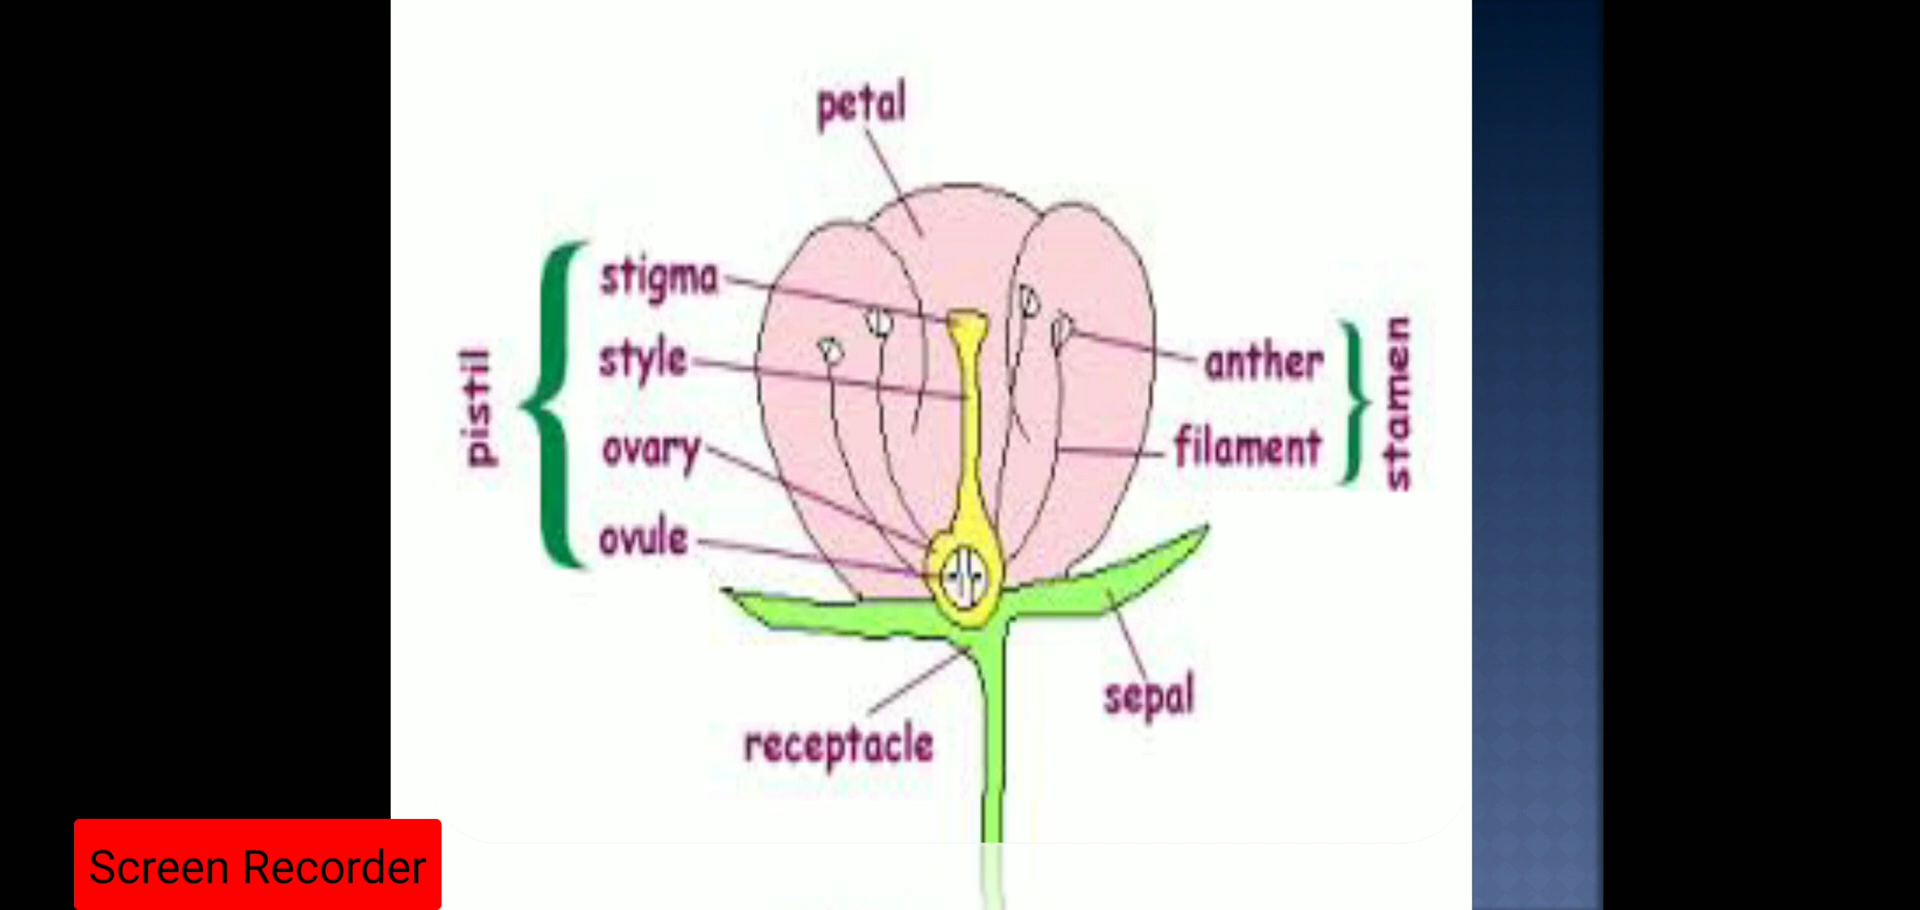 petal
stigma
style
ovary
ovule
pistil
anther
filament
stamen
sepal
receptacle
Screen Recorder